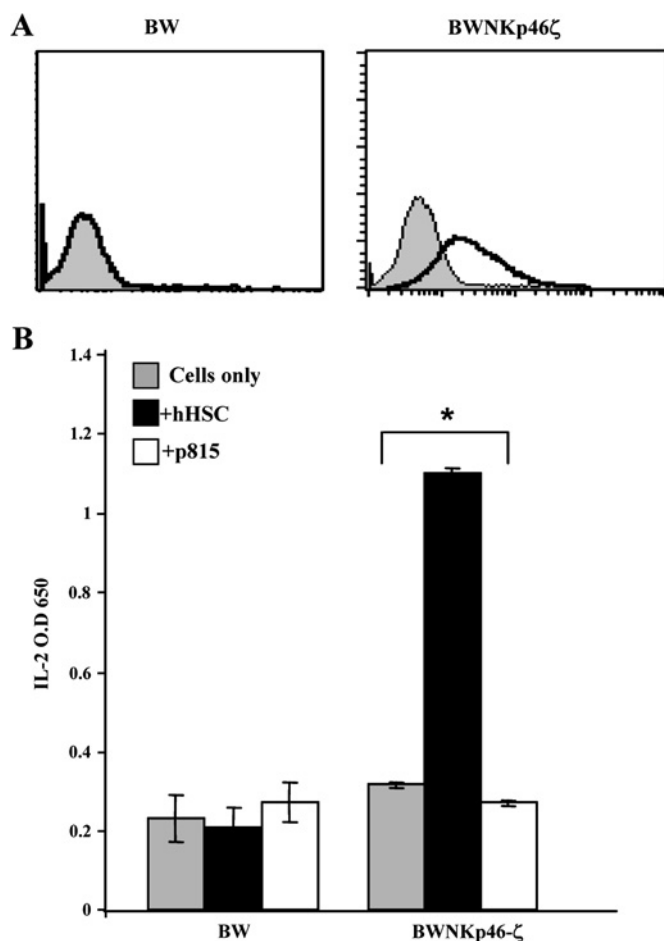 A
BW
BWNKp46ζ
B
1.4
1.2
1
0.8
0.6
0.4
0.2
0
IL-2 O.D 650
Cells only
+hHSC
+p815
*
BW
BWNKp46-ζ